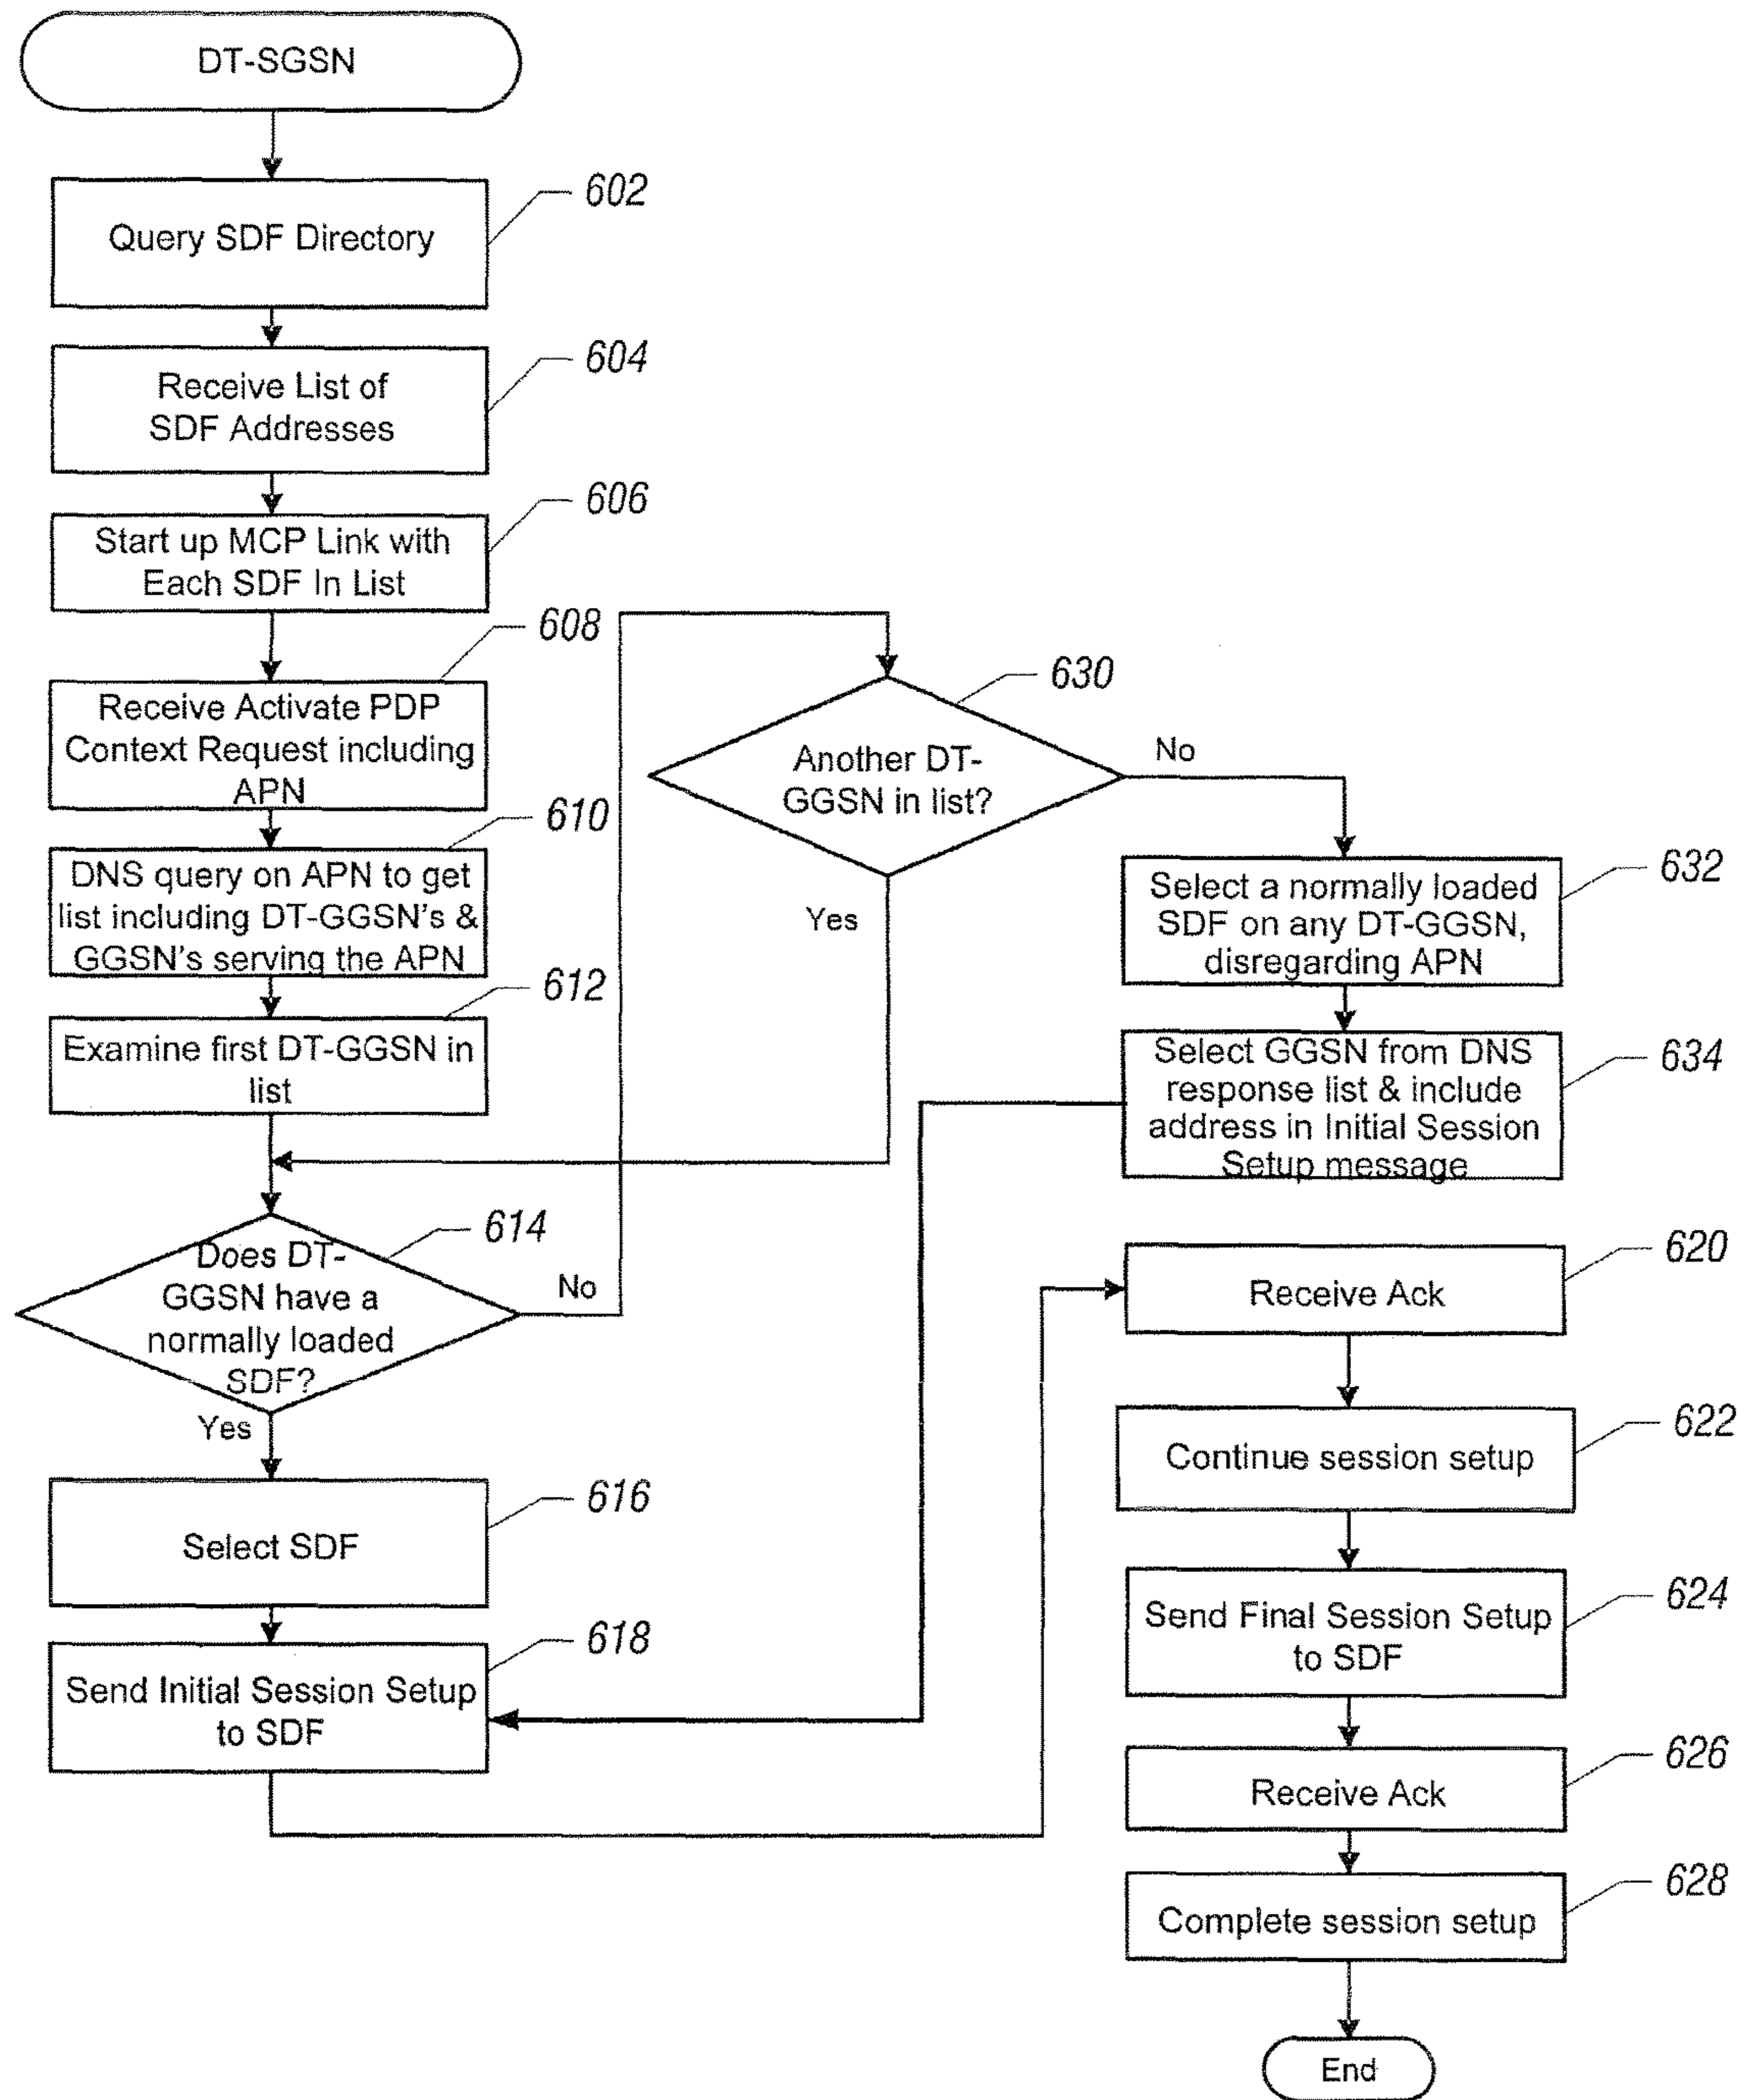 DT-SGSN
602
Query SDF Directory
604
Receive List of
SDF Addresses
606
Start up MCP Link with
Each SDF In List
608
Receive Activate PDP
Context Request including
APN
610
DNS query on APN to get
list including DT-GGSN's &
GGSN's serving the APN
612
Examine first DT-GGSN in
list
614
Does DT-
GGSN have a
normally loaded
SDF?
No
Yes
616
Select SDF
618
Send Initial Session Setup
to SDF
630
Another DT-
GGSN in list?
No
Yes
632
Select a normally loaded
SDF on any DT-GGSN,
disregarding APN
634
Select GGSN from DNS
response list & include
address in Initial Session
Setup message
620
Receive Ack
622
Continue session setup
624
Send Final Session Setup
to SDF
626
Receive Ack
628
Complete session setup
End